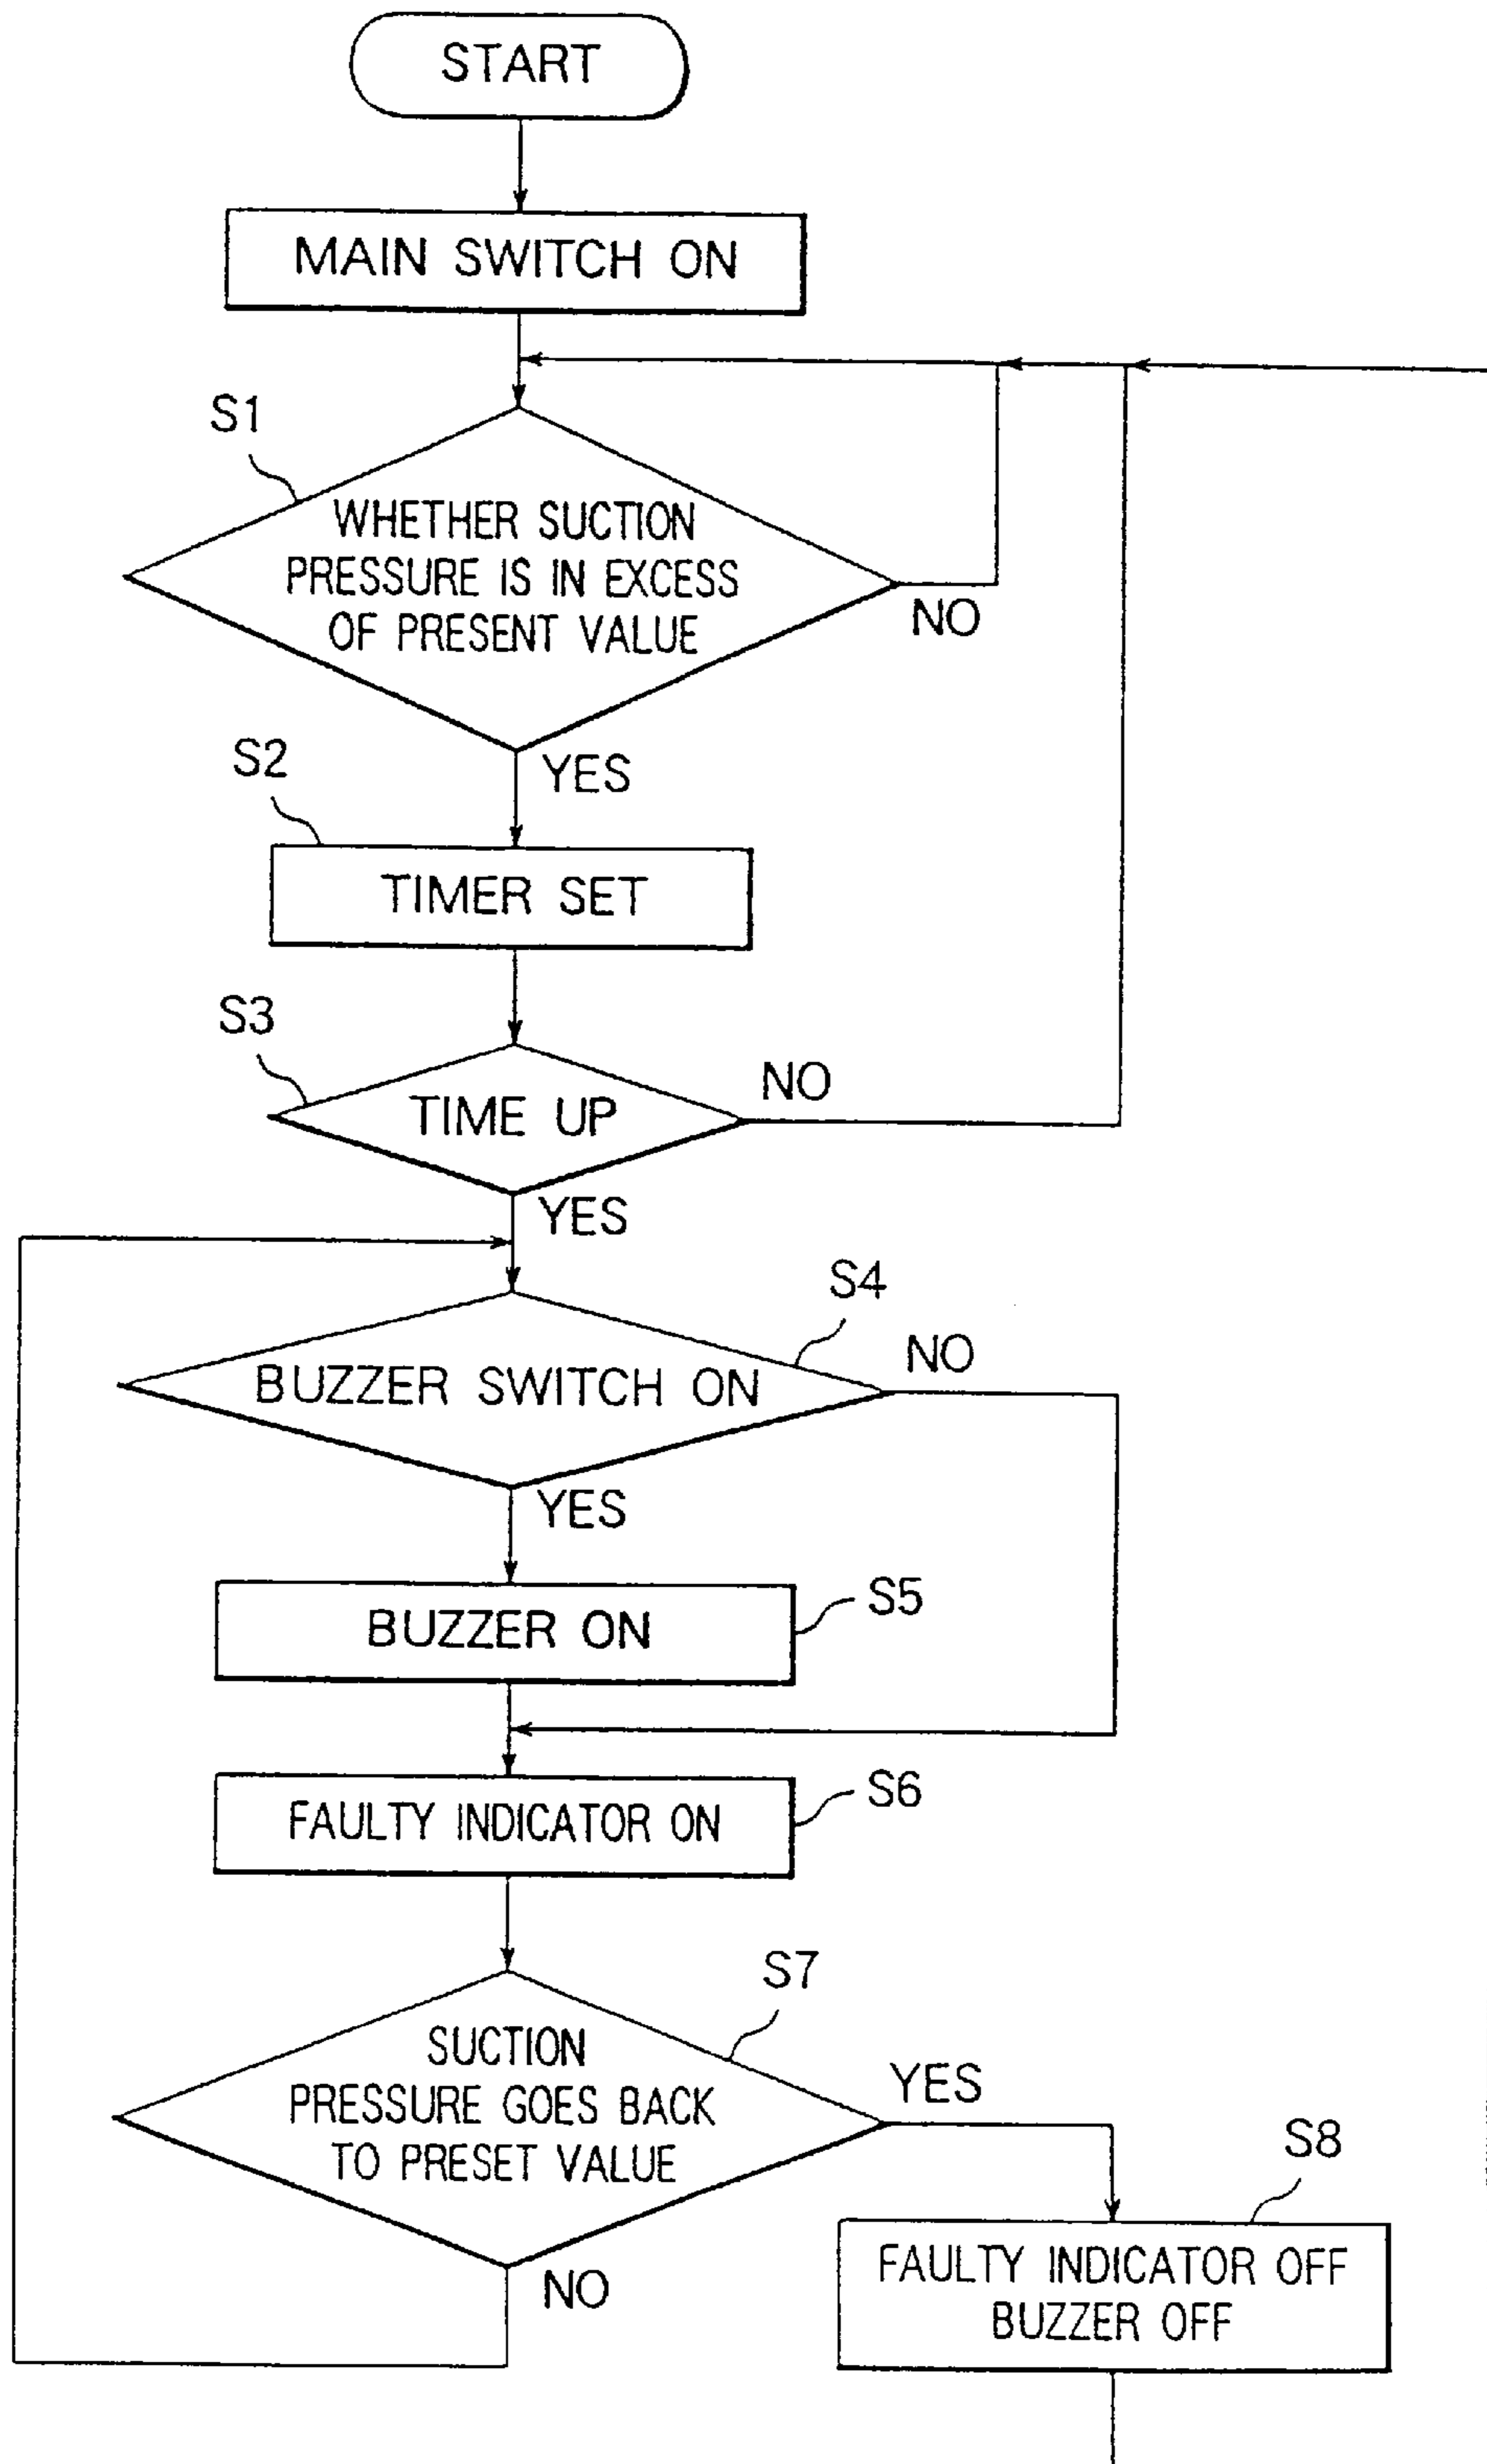 START
MAIN SWITCH ON
S1
WHETHER SUCTION
PRESSURE IS IN EXCESS
OF PRESENT VALUE
NO
YES
S2
TIMER SET
S3
TIME UP
NO
YES
S4
BUZZER SWITCH ON
NO
YES
BUZZER ON
S5
FAULTY INDICATOR ON
S6
S7
SUCTION
PRESSURE GOES BACK
TO PRESET VALUE
YES
NO
S8
FAULTY INDICATOR OFF
BUZZER OFF